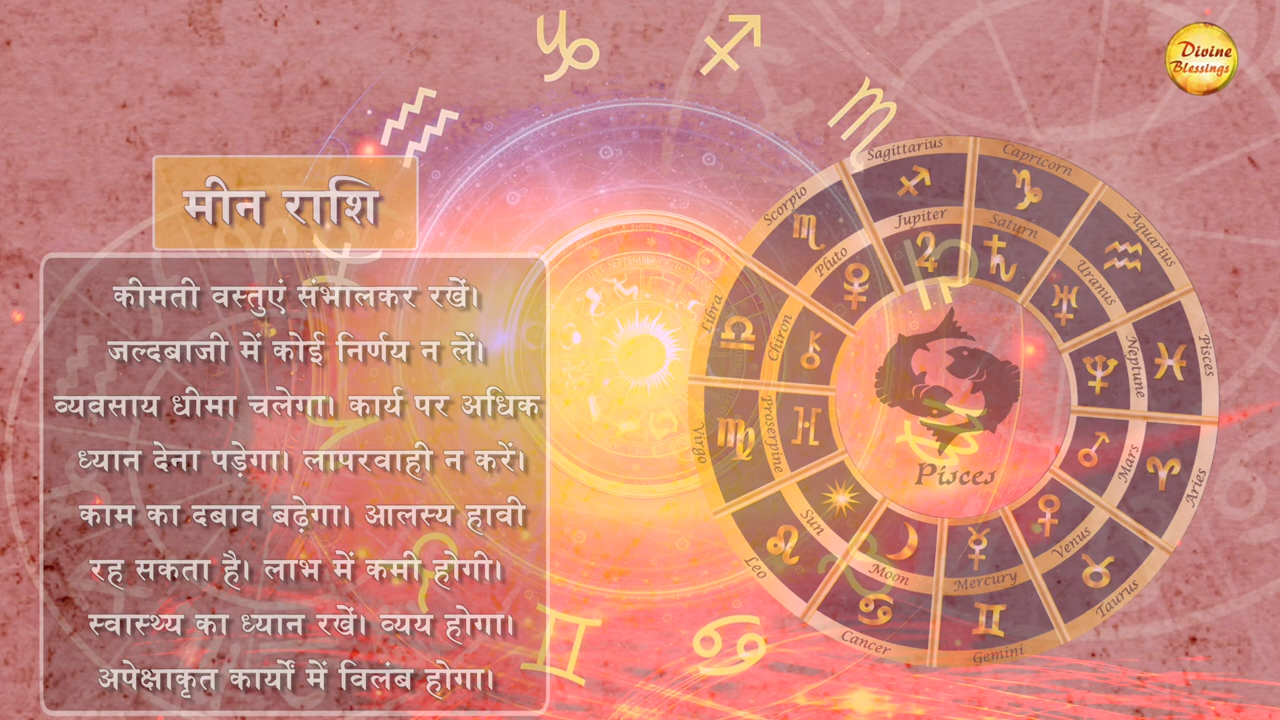 Divine
Blessings
मीन राशि
कीमती वस्तुएं संभालकर रखें।
जल्दबाजी में कोई निर्णय न लें।
व्यवसाय धीमा चलेगा। कार्य पर अधिक
ध्यान देना पड़ेगा। लापरवाही न करें।
काम का दबाव बढ़ेगा। आलस्य हावी
रह सकता है। लाभ में कमी होगी।
स्वास्थ्य का ध्यान रखें। व्यय होगा।
अपेक्षाकृत कार्यों में विलंब होगा।
Sagittarius
Capricorn
Aquarius
Pisces
Aries
Taurus
Gemini
Cancer
Leo
Virgo
Libra
Scorpio
Jupiter
Saturn
Uranus
Neptune
Mars
Venus
Mercury
Moon
Sun
Proserpine
Chiron
Pluto
Pisces